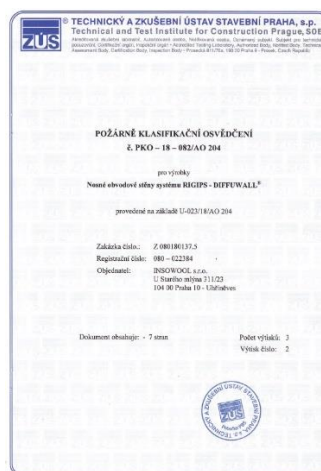 ZÚS
® TECHNICKÝ A ZKUŠEBNÍ ÚSTAV STAVEBNÍ PRAHA, s.p.
Technical and Test Institute for Construction Prague, SOE
POŽÁRNĚ KLASIFIKAČNÍ OSVĚDČENÍ
č. PKO – 18 – 082/AO 204
pro výrobky
Nosné obvodové stěny systému RIGIPS - DIFFUWALL®
provedené na základě U-023/18/AO 204
Zakázka číslo.: Z 080180137.5
Registrační číslo: 080 – 022384
Objednatel: INSOWOOL s.r.o.
U Starého mlýna 311/23
104 00 Praha 10 - Uhříněves
Dokument obsahuje: - 7 stran
Počet výtisků: 3
Výtisk číslo: 2
ZÚS